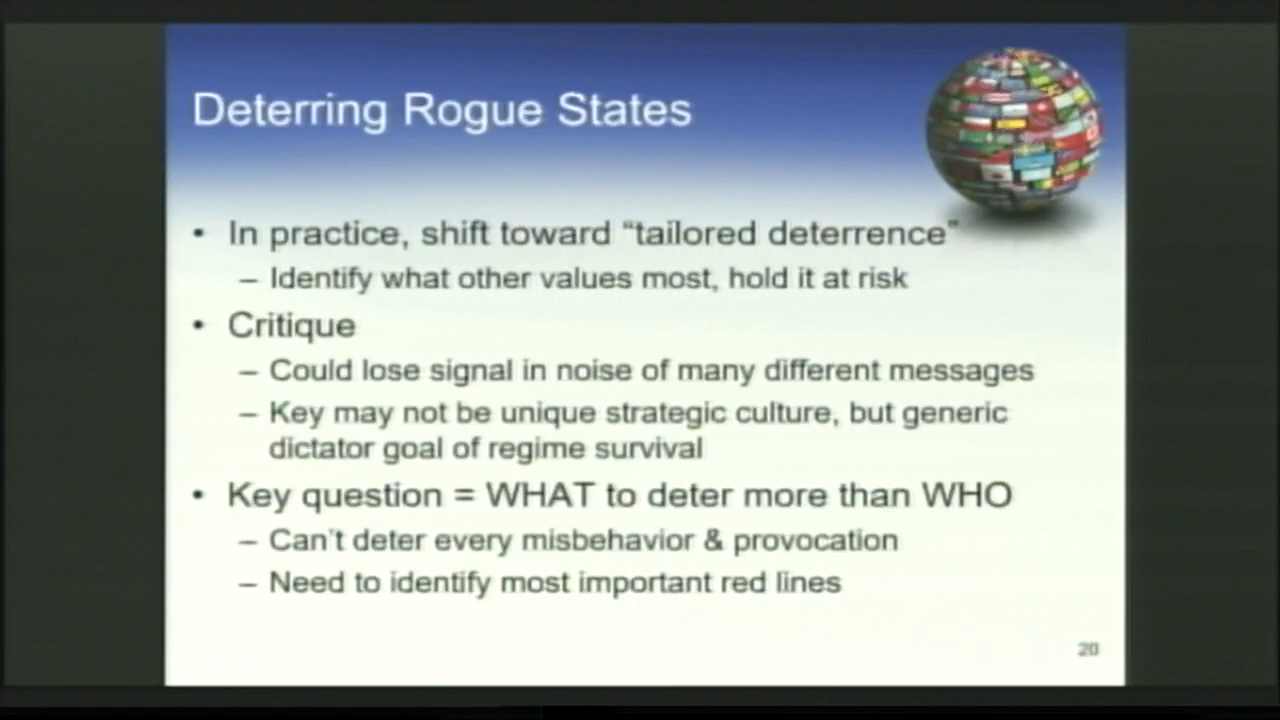 Deterring Rogue States
• In practice, shift toward “tailored deterrence”
– Identify what other values most, hold it at risk
• Critique
– Could lose signal in noise of many different messages
– Key may not be unique strategic culture, but generic
dictator goal of regime survival
• Key question = WHAT to deter more than WHO
– Can't deter every misbehavior & provocation
– Need to identify most important red lines
20